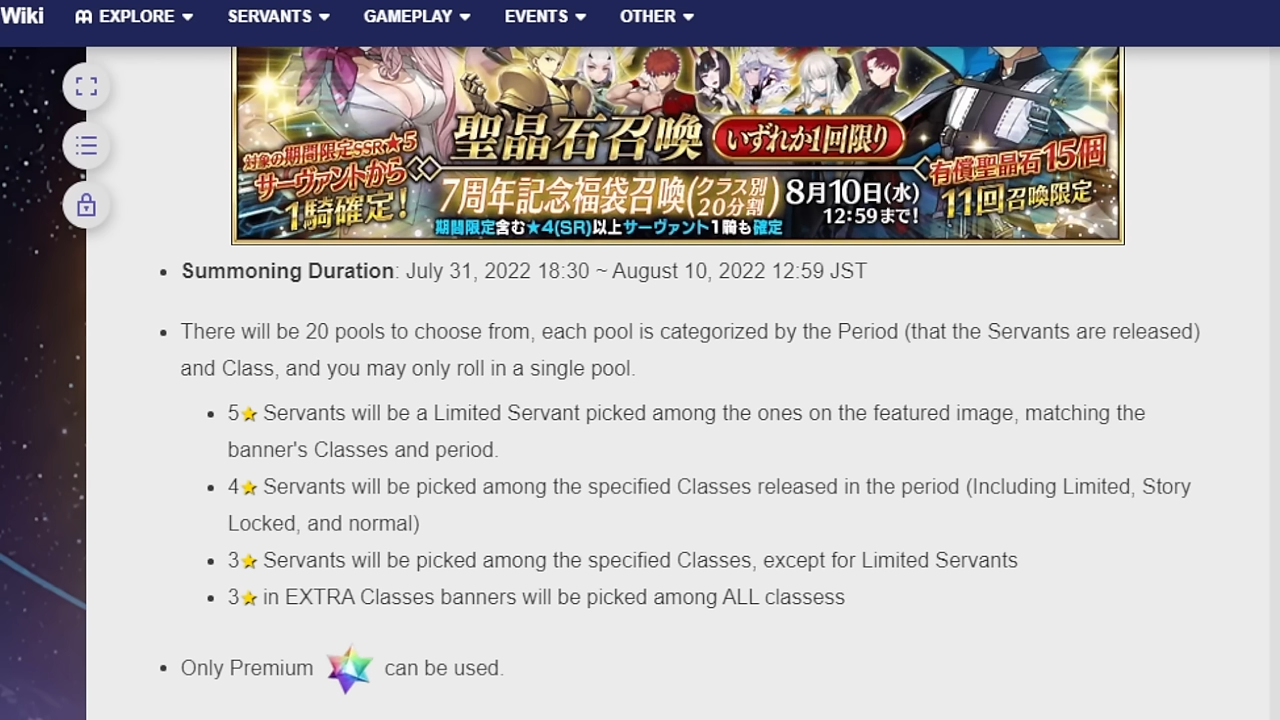 Wiki EXPLORE SERVANTS GAMEPLAY EVENTS OTHER
対象の期間限定SSR★5
サーヴァントから
1騎確定!
聖晶石召喚 いずれか1回限り
7周年記念福袋召喚(クラス別20分割) 8月10日(水)
12:59まで!
期間限定含む★4(SR)以上サーヴァント1騎も確定
有償聖晶石15個
11回召喚限定
• Summoning Duration: July 31, 2022 18:30 ~ August 10, 2022 12:59 JST
• There will be 20 pools to choose from, each pool is categorized by the Period (that the Servants are released)
and Class, and you may only roll in a single pool.
• 5⭐ Servants will be a Limited Servant picked among the ones on the featured image, matching the
banner's Classes and period.
• 4⭐ Servants will be picked among the specified Classes released in the period (Including Limited, Story
Locked, and normal)
• 3⭐ Servants will be picked among the specified Classes, except for Limited Servants
• 3⭐ in EXTRA Classes banners will be picked among ALL classess
• Only Premium can be used.